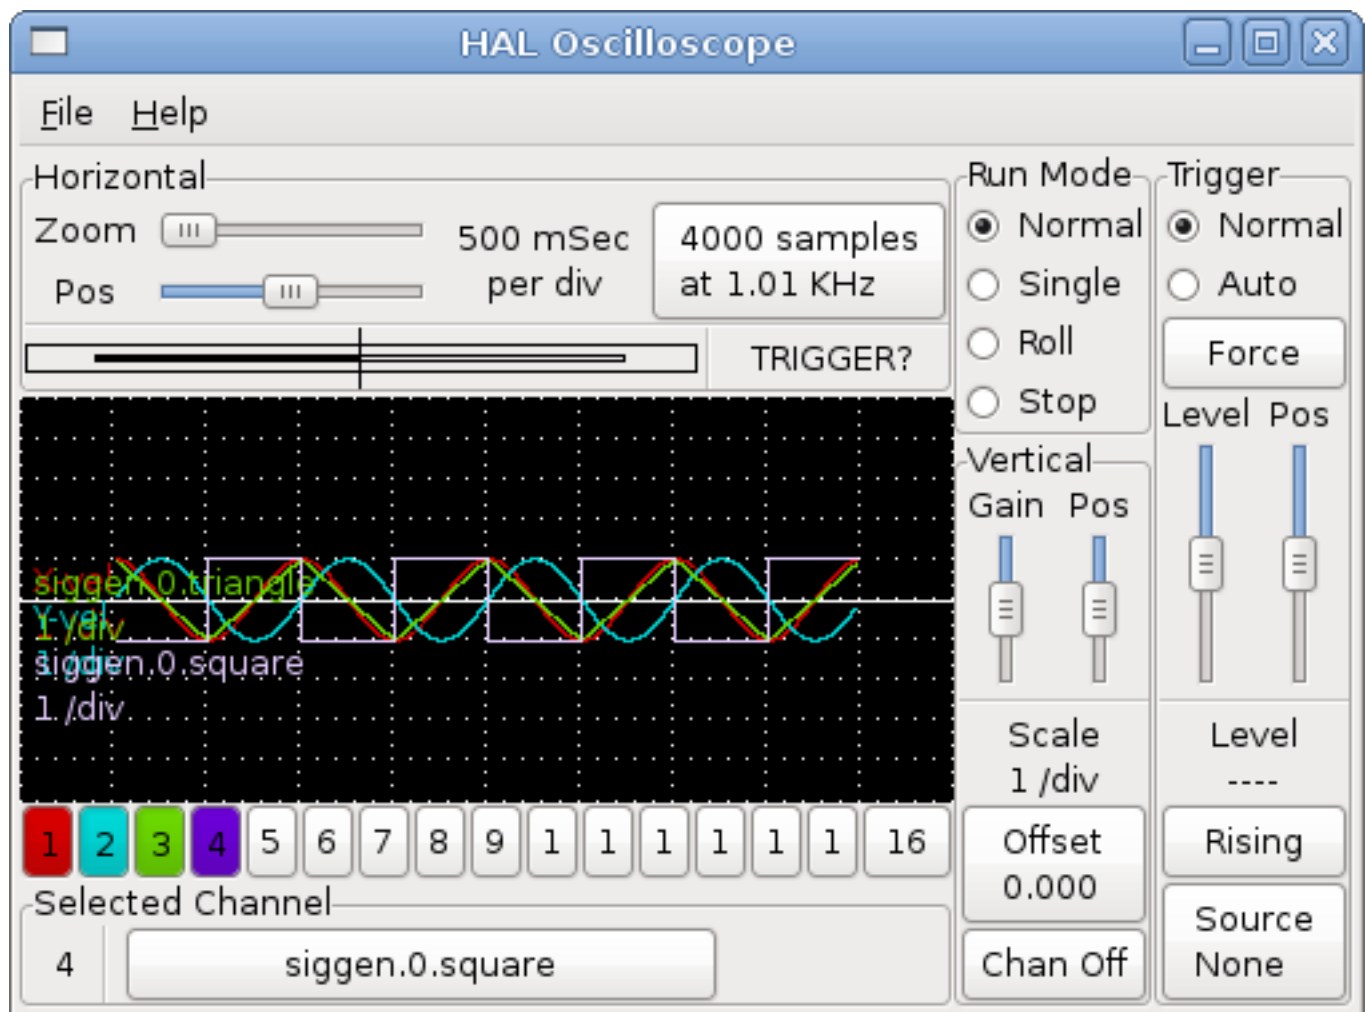 HAL Oscilloscope
File Help
Horizontal
Zoom
Pos
500 mSec
per div
4000 samples
at 1.01 KHz
TRIGGER?
Run Mode
Normal
Single
Roll
Stop
Trigger
Normal
Auto
Force
Level Pos
Vertical
Gain Pos
siggen.0.triangle
Y-vel
1 /div
siggen.0.square
1 /div
Scale
1 /div
Level
----
1 2 3 4 5 6 7 8 9 1 1 1 1 1 1 16
Offset
0.000
Rising
Selected Channel
4
siggen.0.square
Chan Off
Source
None